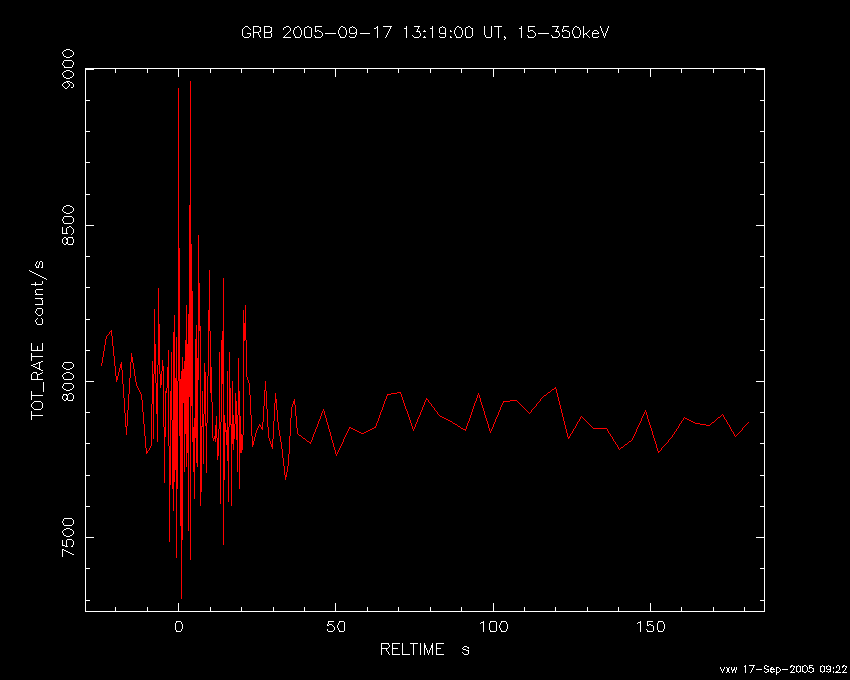 GRB 2005-09-17 13:19:00 UT, 15-350keV
9000
8500
8000
7500
TOT_RATE count/s
0 50 100 150
RELTIME s
vxw 17-Sep-2005 09:22